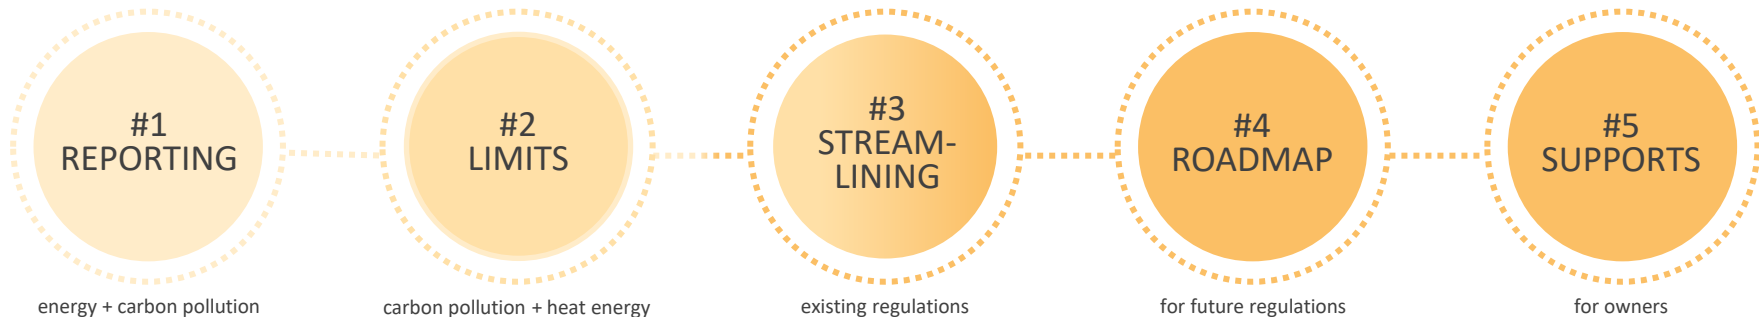 #1
REPORTING
energy + carbon pollution
#2
LIMITS
carbon pollution + heat energy
#3
STREAM-
LINING
existing regulations
#4
ROADMAP
for future regulations
#5
SUPPORTS
for owners